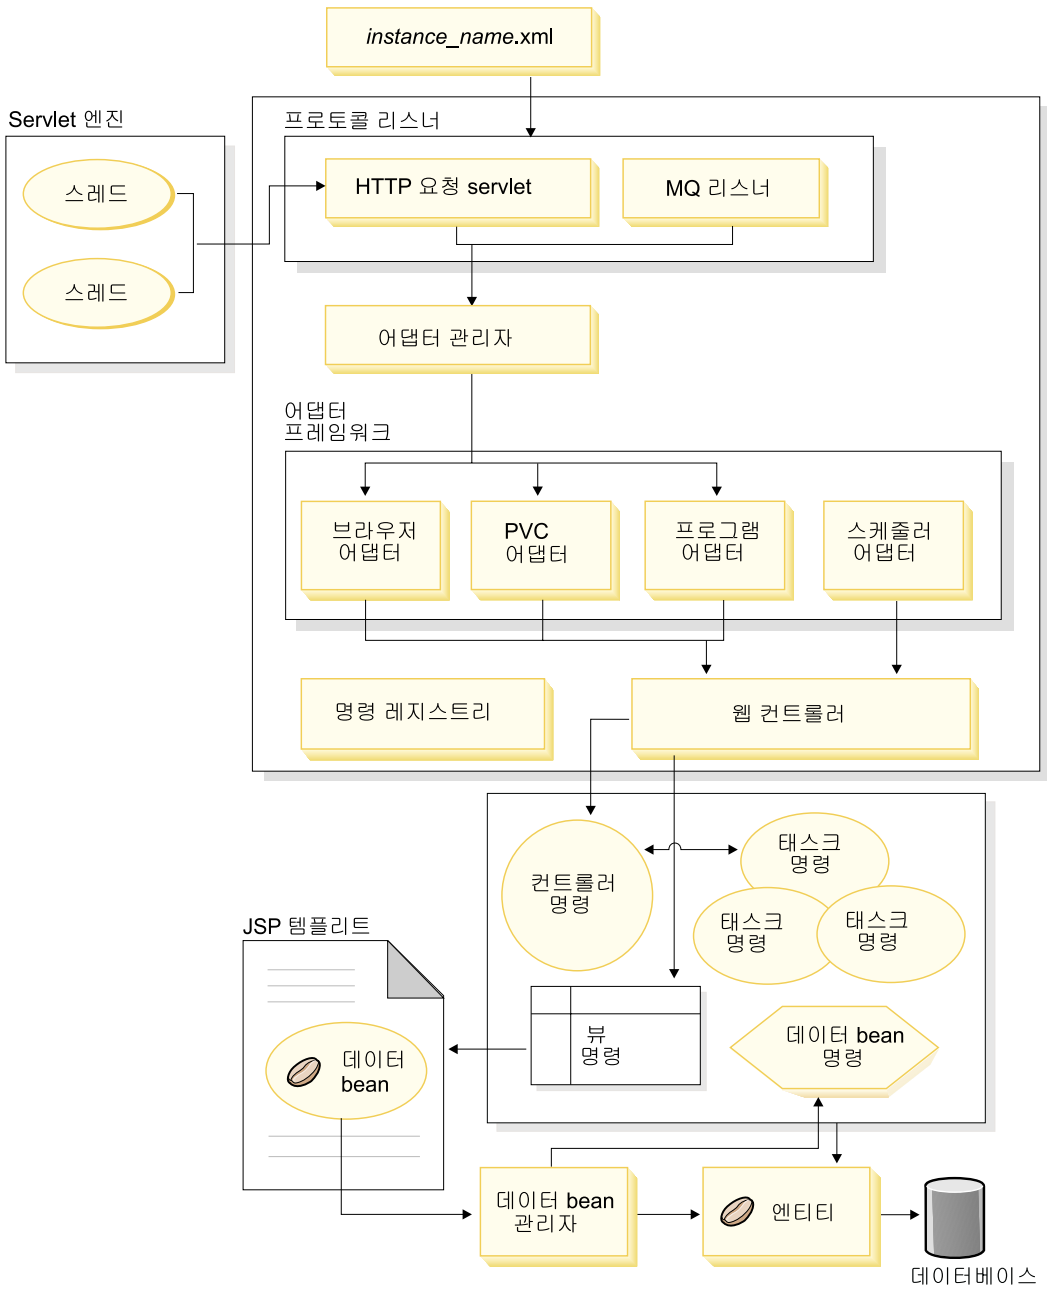 instance_name.xml
Servlet 엔진
프로토콜 리스너
스레드
스레드
HTTP 요청 servlet
MQ 리스너
어댑터 관리자
어댑터
프레임워크
브라우저
어댑터
PVC
어댑터
프로그램
어댑터
스케줄러
어댑터
명령 레지스트리
웹 컨트롤러
컨트롤러
명령
태스크
명령
태스크
명령
태스크
명령
JSP 템플리트
데이터
bean
뷰
명령
데이터 bean
명령
데이터 bean
관리자
엔티티
데이터베이스